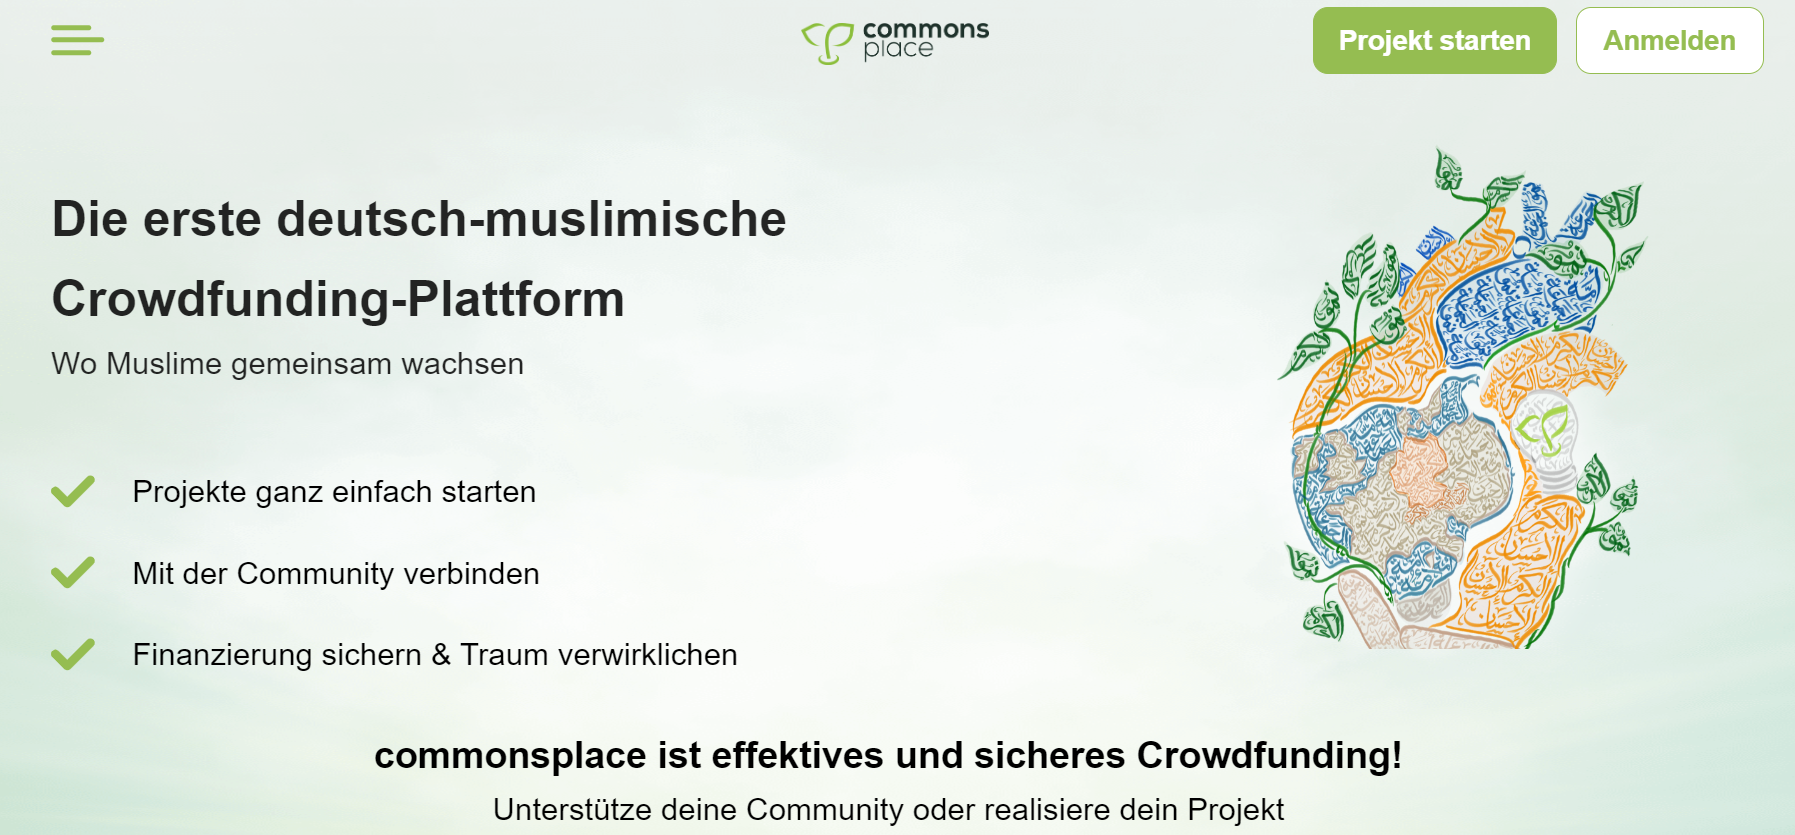 commons
place
Projekt starten
Anmelden
Die erste deutsch-muslimische
Crowdfunding-Plattform
Wo Muslime gemeinsam wachsen
Projekte ganz einfach starten
Mit der Community verbinden
Finanzierung sichern & Traum verwirklichen
commonsplace ist effektives und sicheres Crowdfunding!
Unterstütze deine Community oder realisiere dein Projekt